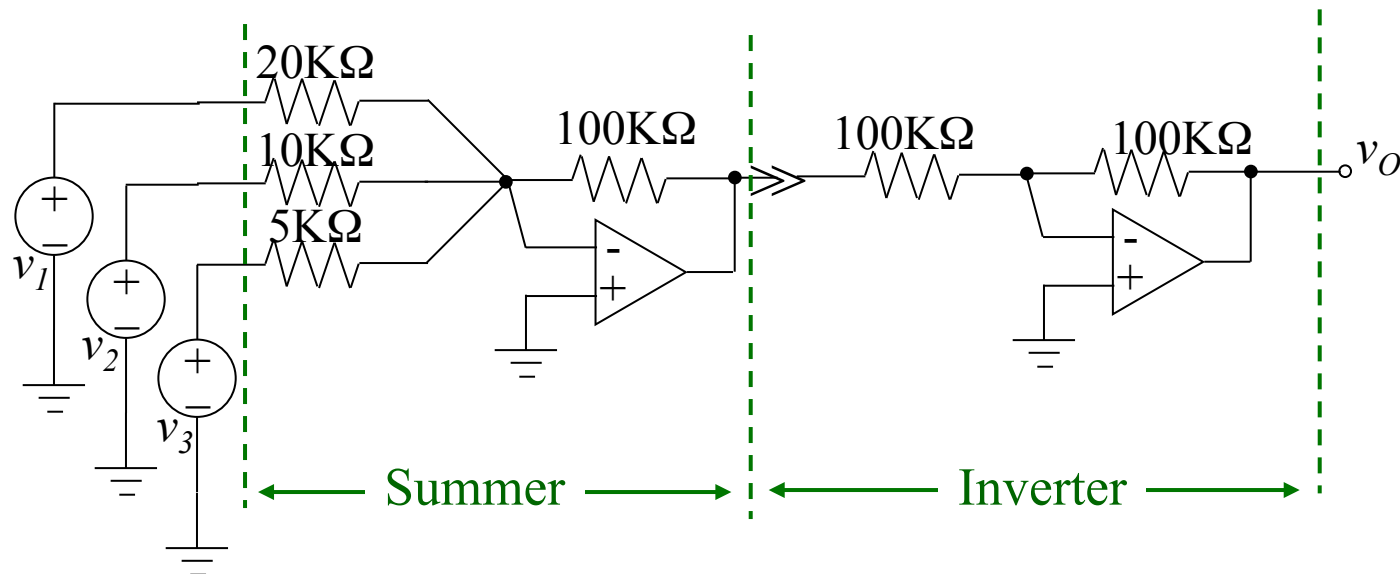 20KΩ
10KΩ
5KΩ
100KΩ
100KΩ
100KΩ
vO
+
−
v1
+
−
v2
+
−
v3
-
+
-
+
Summer
Inverter